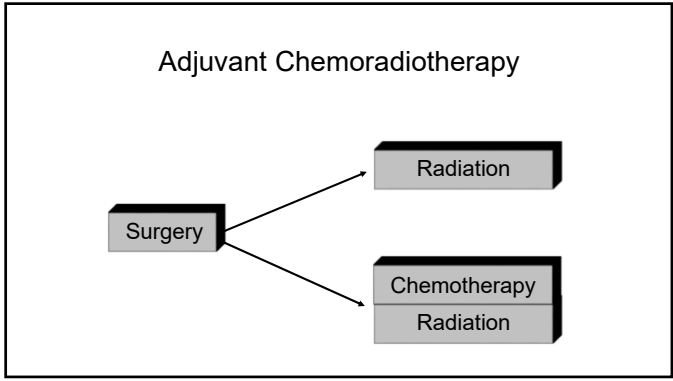 Adjuvant Chemoradiotherapy
Radiation
Surgery
Chemotherapy
Radiation